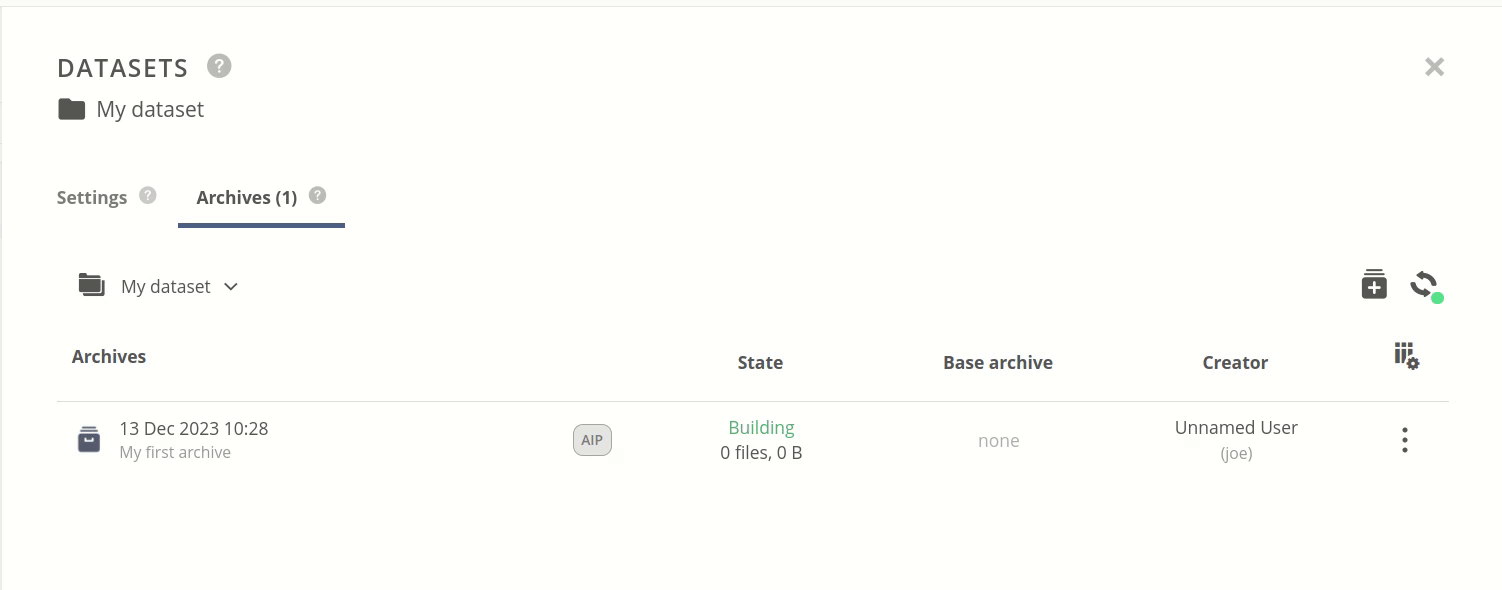 DATASETS ?
My dataset
Settings ? Archives (1) ?
My dataset
Archives State Base archive Creator
13 Dec 2023 10:28
My first archive
AIP
Building
0 files, 0 B
none
Unnamed User
(joe)